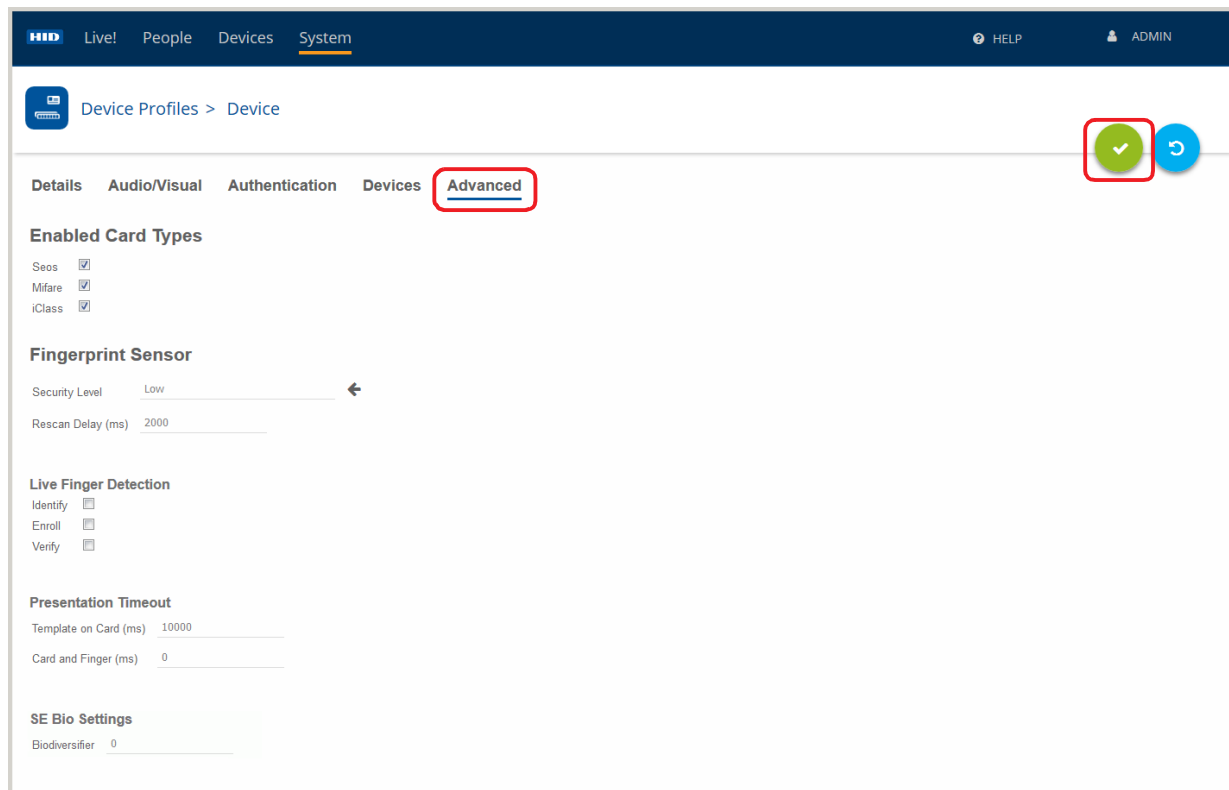 HID Live! People Devices System HELP ADMIN
Device Profiles > Device
Details Audio/Visual Authentication Devices Advanced
Enabled Card Types
Seos
Mifare
iClass
Fingerprint Sensor
Security Level Low
Rescan Delay (ms) 2000
Live Finger Detection
Identify
Enroll
Verify
Presentation Timeout
Template on Card (ms) 10000
Card and Finger (ms) 0
SE Bio Settings
Biodiversifier 0